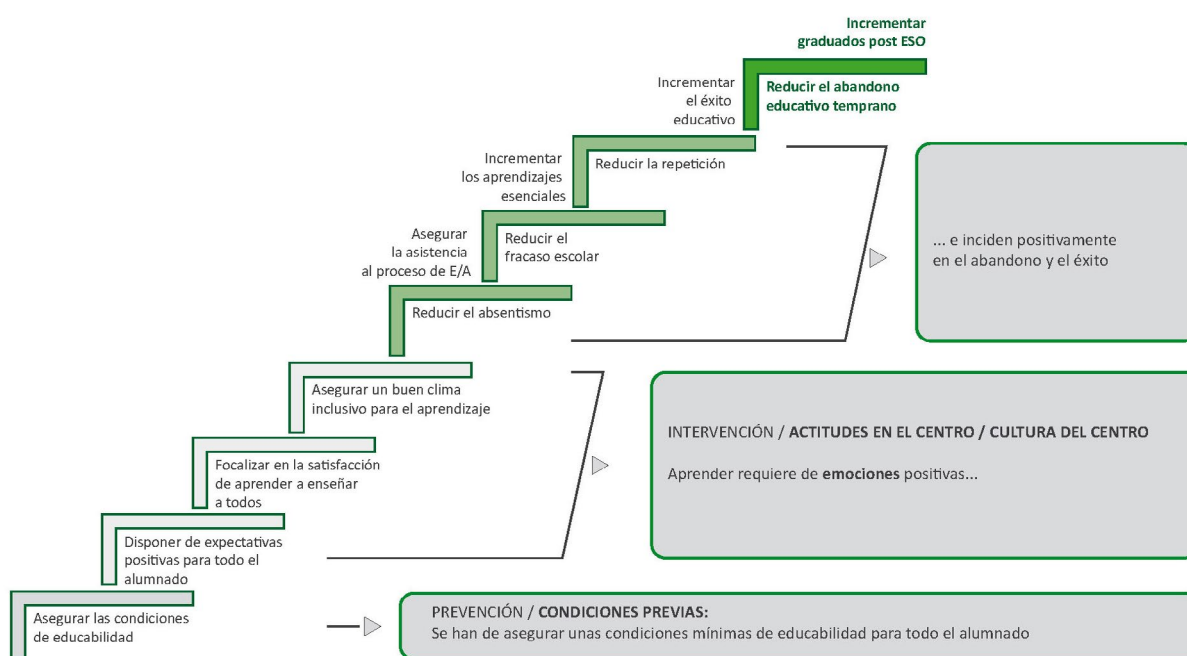 Incrementar
graduados post ESO
Reducir el abandono
educativo temprano
Incrementar
el éxito
educativo
Reducir la repetición
Incrementar
los aprendizajes
esenciales
Reducir el
fracaso escolar
Asegurar
la asistencia
al proceso de E/A
Reducir el absentismo
... e inciden positivamente
en el abandono y el éxito
Asegurar un buen clima
inclusivo para el aprendizaje
Focalizar en la satisfacción
de aprender a enseñar
a todos
Disponer de expectativas
positivas para todo el
alumnado
INTERVENCIÓN / ACTITUDES EN EL CENTRO / CULTURA DEL CENTRO
Aprender requiere de emociones positivas...
Asegurar las condiciones
de educabilidad
PREVENCIÓN / CONDICIONES PREVIAS:
Se han de asegurar unas condiciones mínimas de educabilidad para todo el alumnado